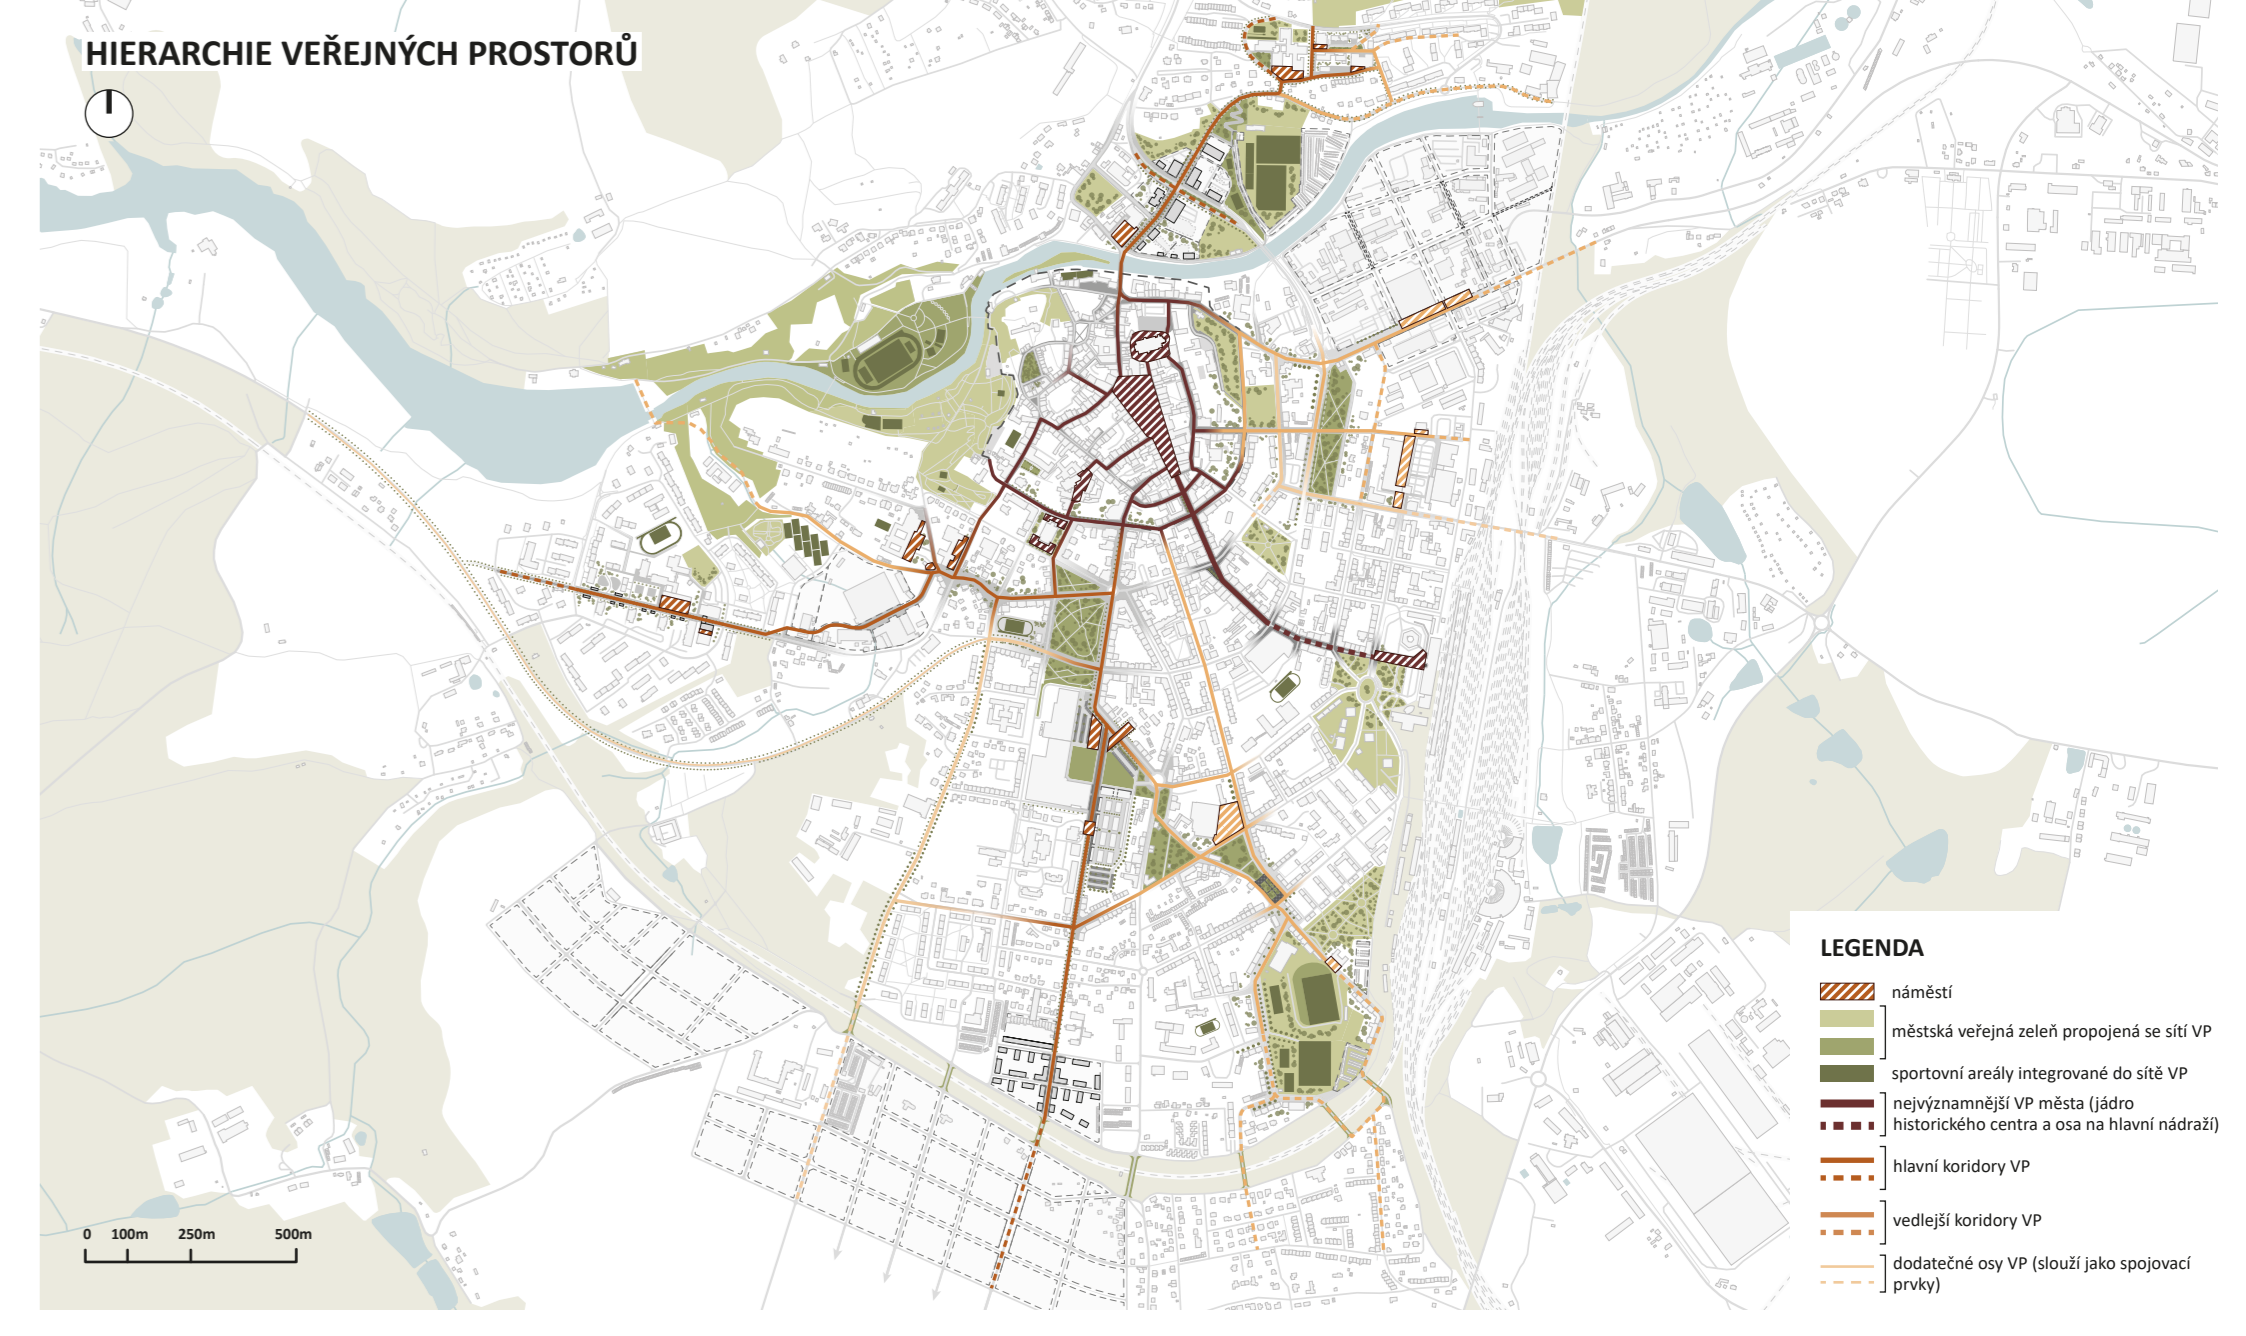 HIERARCHIE VEŘEJNÝCH PROSTORŮ
0 100m 250m 500m
LEGENDA
náměstí
městská veřejná zeleň propojená se sítí VP
sportovní areály integrované do sítě VP
nejvýznamnější VP města (jádro
historického centra a osa na hlavní nádraží)
hlavní koridory VP
vedlejší koridory VP
dodatečné osy VP (slouží jako spojovací
prvky)